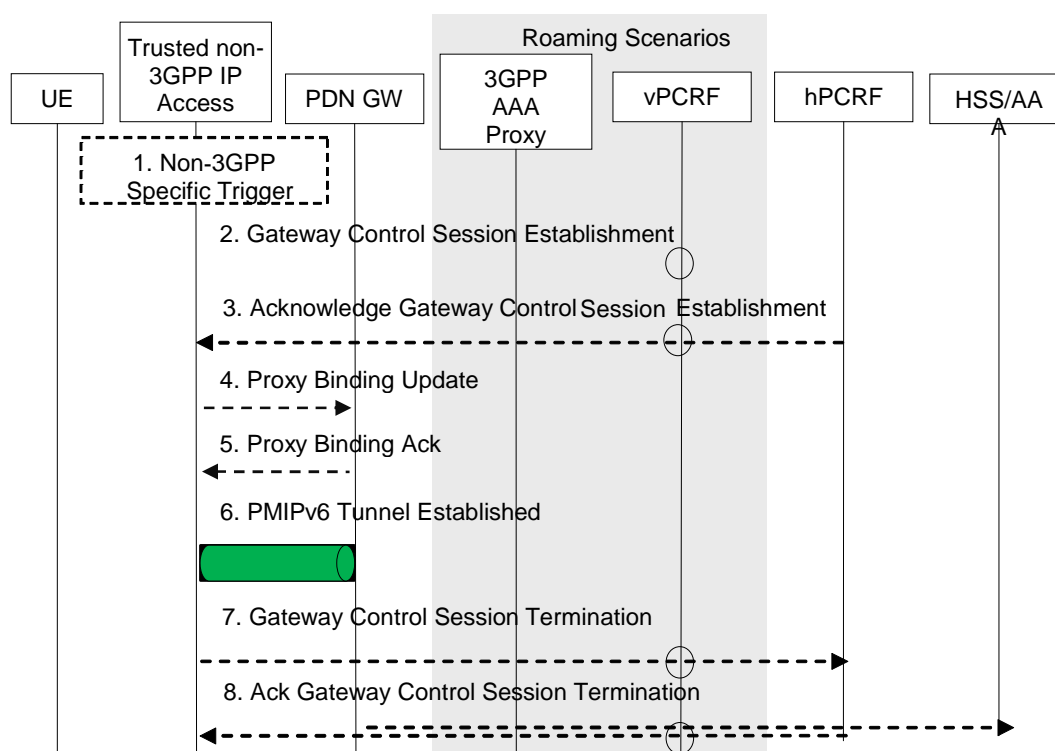 Roaming Scenarios
UE
Trusted non-
3GPP IP
Access
PDN GW
3GPP
AAA
Proxy
vPCRF
hPCRF
HSS/AA
A
1. Non-3GPP
Specific Trigger
2. Gateway Control Session Establishment
3. Acknowledge Gateway Control Session Establishment
4. Proxy Binding Update
5. Proxy Binding Ack
6. PMIPv6 Tunnel Established
7. Gateway Control Session Termination
8. Ack Gateway Control Session Termination